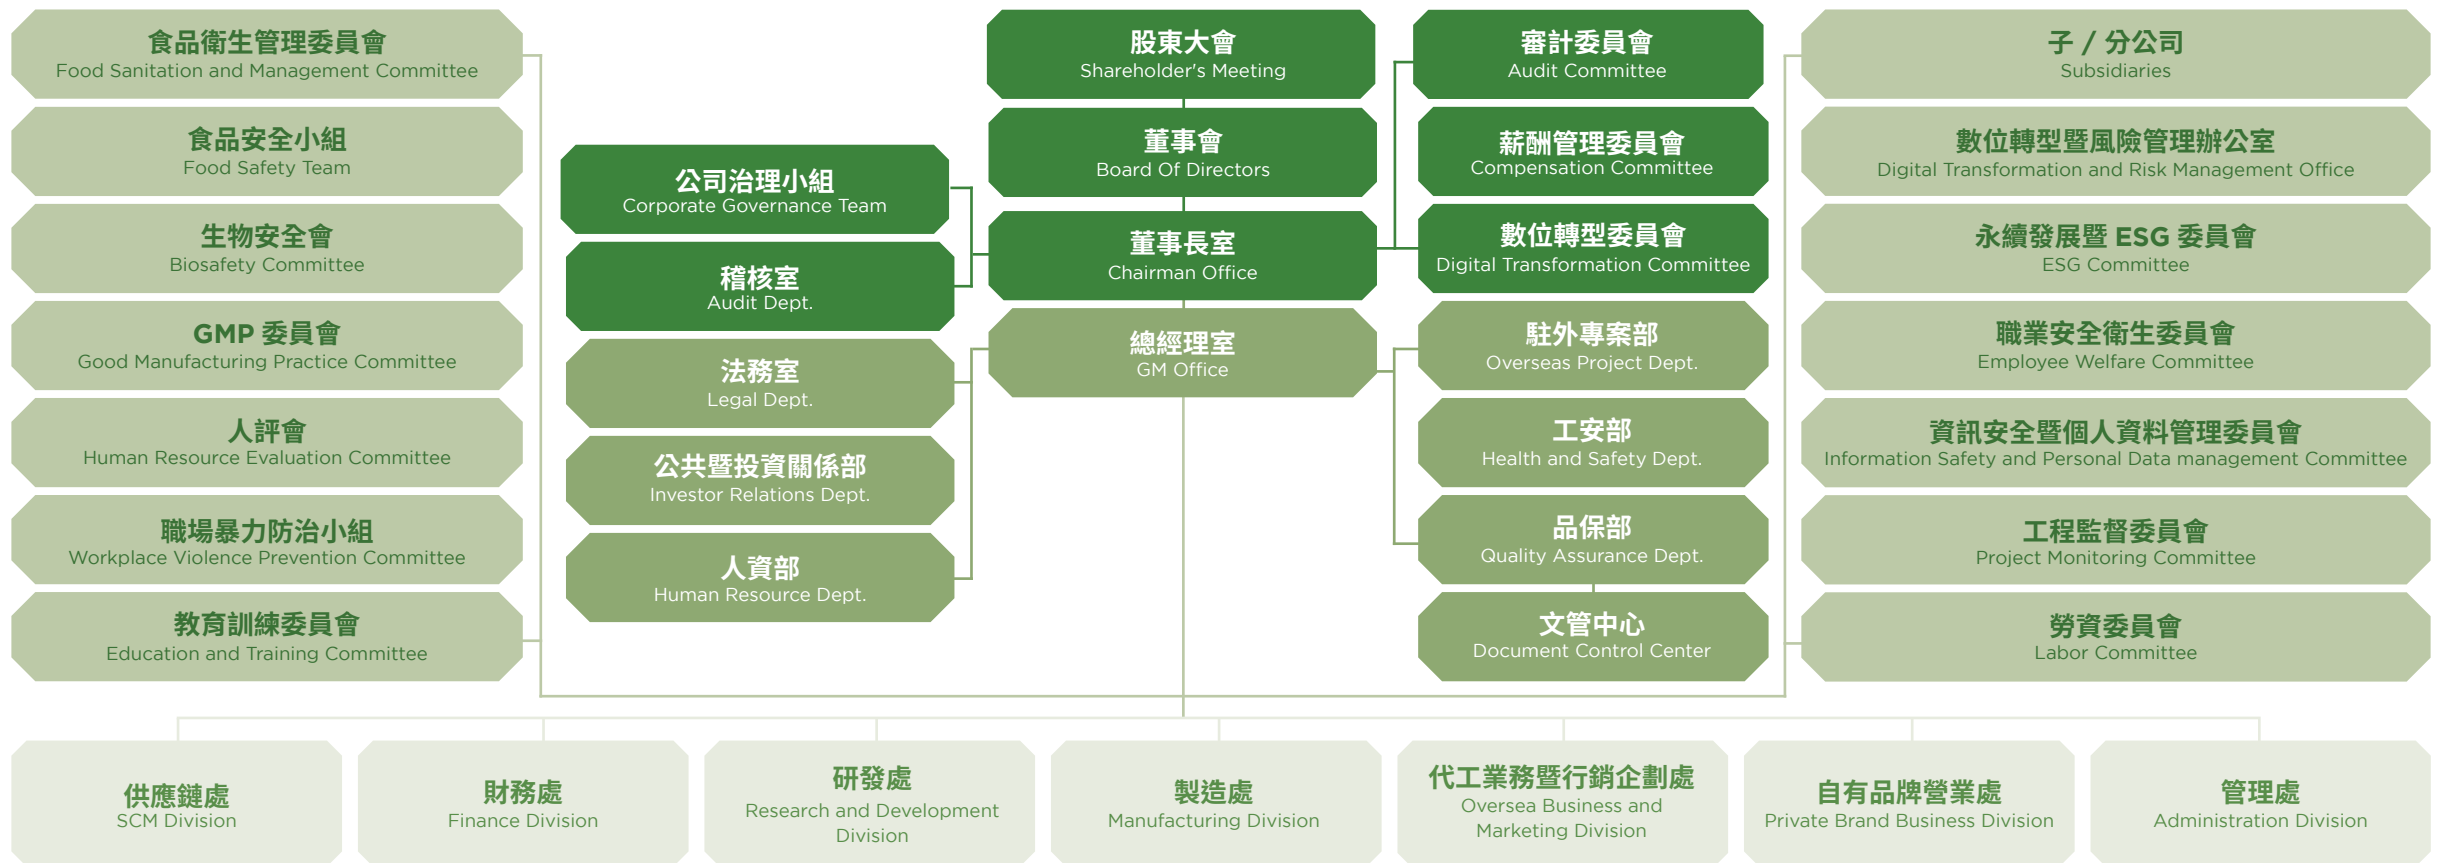 食品衛生管理委員會
Food Sanitation and Management Committee
食品安全小組
Food Safety Team
生物安全會
Biosafety Committee
GMP 委員會
Good Manufacturing Practice Committee
人評會
Human Resource Evaluation Committee
職場暴力防治小組
Workplace Violence Prevention Committee
教育訓練委員會
Education and Training Committee
公司治理小組
Corporate Governance Team
稽核室
Audit Dept.
法務室
Legal Dept.
公共暨投資關係部
Investor Relations Dept.
人資部
Human Resource Dept.
股東大會
Shareholder's Meeting
董事會
Board Of Directors
董事長室
Chairman Office
總經理室
GM Office
審計委員會
Audit Committee
薪酬管理委員會
Compensation Committee
數位轉型委員會
Digital Transformation Committee
駐外專案部
Overseas Project Dept.
工安部
Health and Safety Dept.
品保部
Quality Assurance Dept.
文管中心
Document Control Center
子 / 分公司
Subsidiaries
數位轉型暨風險管理辦公室
Digital Transformation and Risk Management Office
永續發展暨 ESG 委員會
ESG Committee
職業安全衛生委員會
Employee Welfare Committee
資訊安全暨個人資料管理委員會
Information Safety and Personal Data management Committee
工程監督委員會
Project Monitoring Committee
勞資委員會
Labor Committee
供應鏈處
SCM Division
財務處
Finance Division
研發處
Research and Development
Division
製造處
Manufacturing Division
代工業務暨行銷企劃處
Oversea Business and
Marketing Division
自有品牌營業處
Private Brand Business Division
管理處
Administration Division